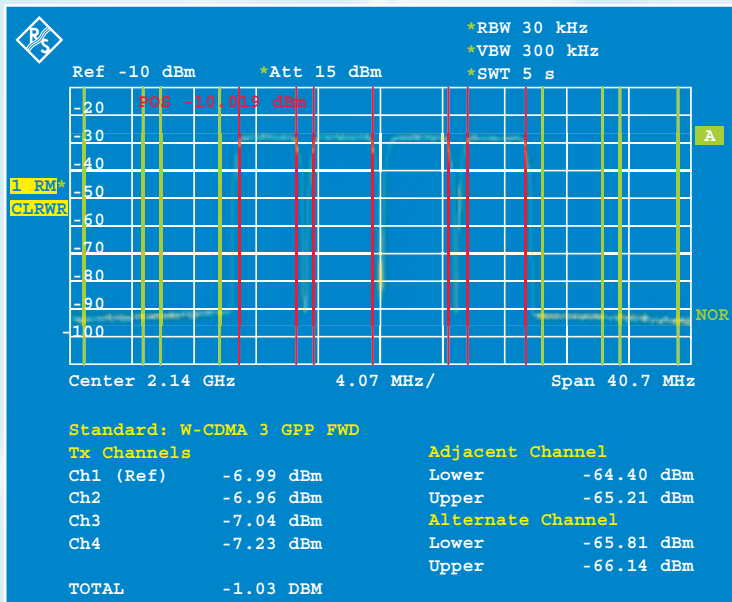 R&S
*RBW 30 kHz
*VBW 300 kHz
Ref -10 dBm *Att 15 dBm *SWT 5 s
POS -10.019 dBm
-20
-30
A
-40
1 RM*
-50
CLRWR
-60
-70
-80
-90
NOR
-100
Center 2.14 GHz 4.07 MHz/ Span 40.7 MHz
Standard: W-CDMA 3 GPP FWD
Tx Channels
Ch1 (Ref) -6.99 dBm
Ch2 -6.96 dBm
Ch3 -7.04 dBm
Ch4 -7.23 dBm
TOTAL -1.03 DBM
Adjacent Channel
Lower -64.40 dBm
Upper -65.21 dBm
Alternate Channel
Lower -65.81 dBm
Upper -66.14 dBm